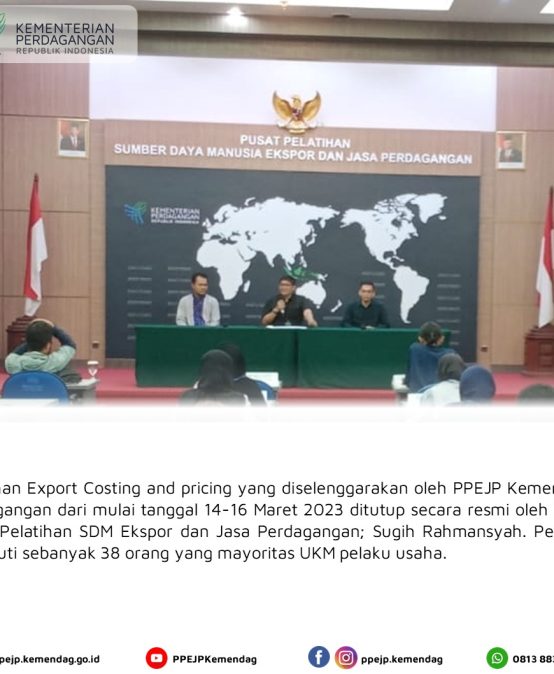 KEMENTERIAN
PERDAGANGAN
REPUBLIK INDONESIA
PUSAT PELATIHAN
SUMBER DAYA MANUSIA EKSPOR DAN JASA PERDAGANGAN
KEMENTERIAN
PERDAGANGAN
REPUBLIK INDONESIA
an Export Costing and pricing yang diselenggarakan oleh PPEJP Kemen
gangan dari mulai tanggal 14-16 Maret 2023 ditutup secara resmi oleh
Pelatihan SDM Ekspor dan Jasa Perdagangan; Sugih Rahmansyah. Pe
uti sebanyak 38 orang yang mayoritas UKM pelaku usaha.
pejp.kemendag.go.id PPEJPKemendag ppejp.kemendag 0813 883